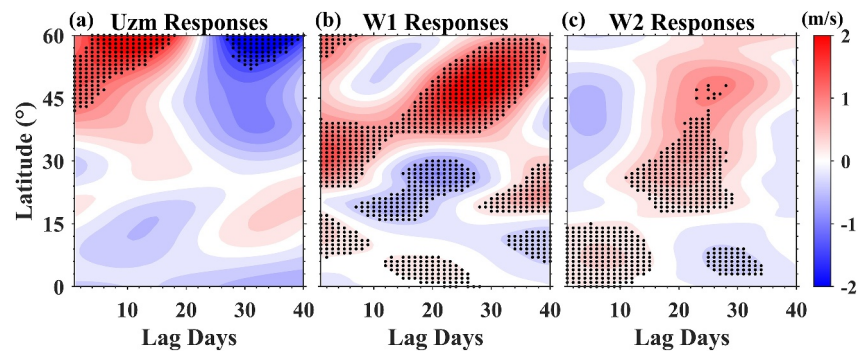 (a) Uzm Responses (b) W1 Responses (c) W2 Responses (m/s)
60 2
45 1
30 0
15 -1
0 -2
10 20 30 40 10 20 30 40 10 20 30 40
Latitude (°)
Lag Days Lag Days Lag Days